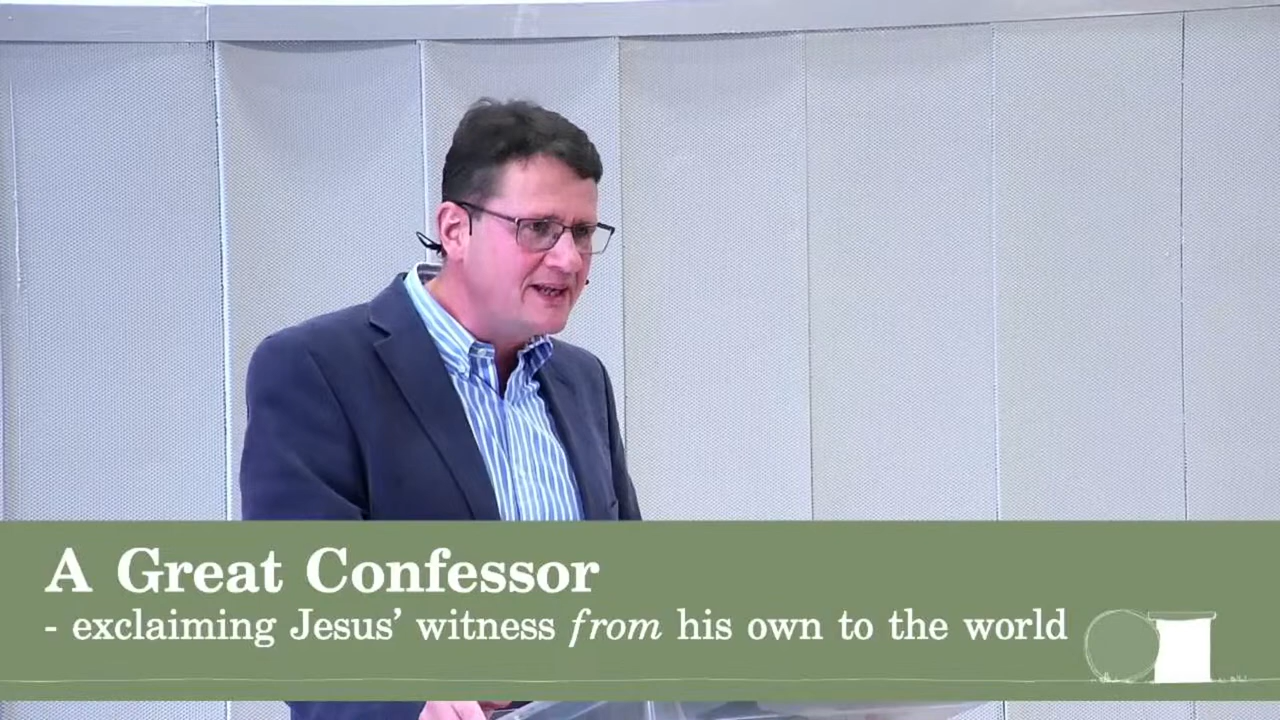 A Great Confessor
- exclaiming Jesus’ witness from his own to the world